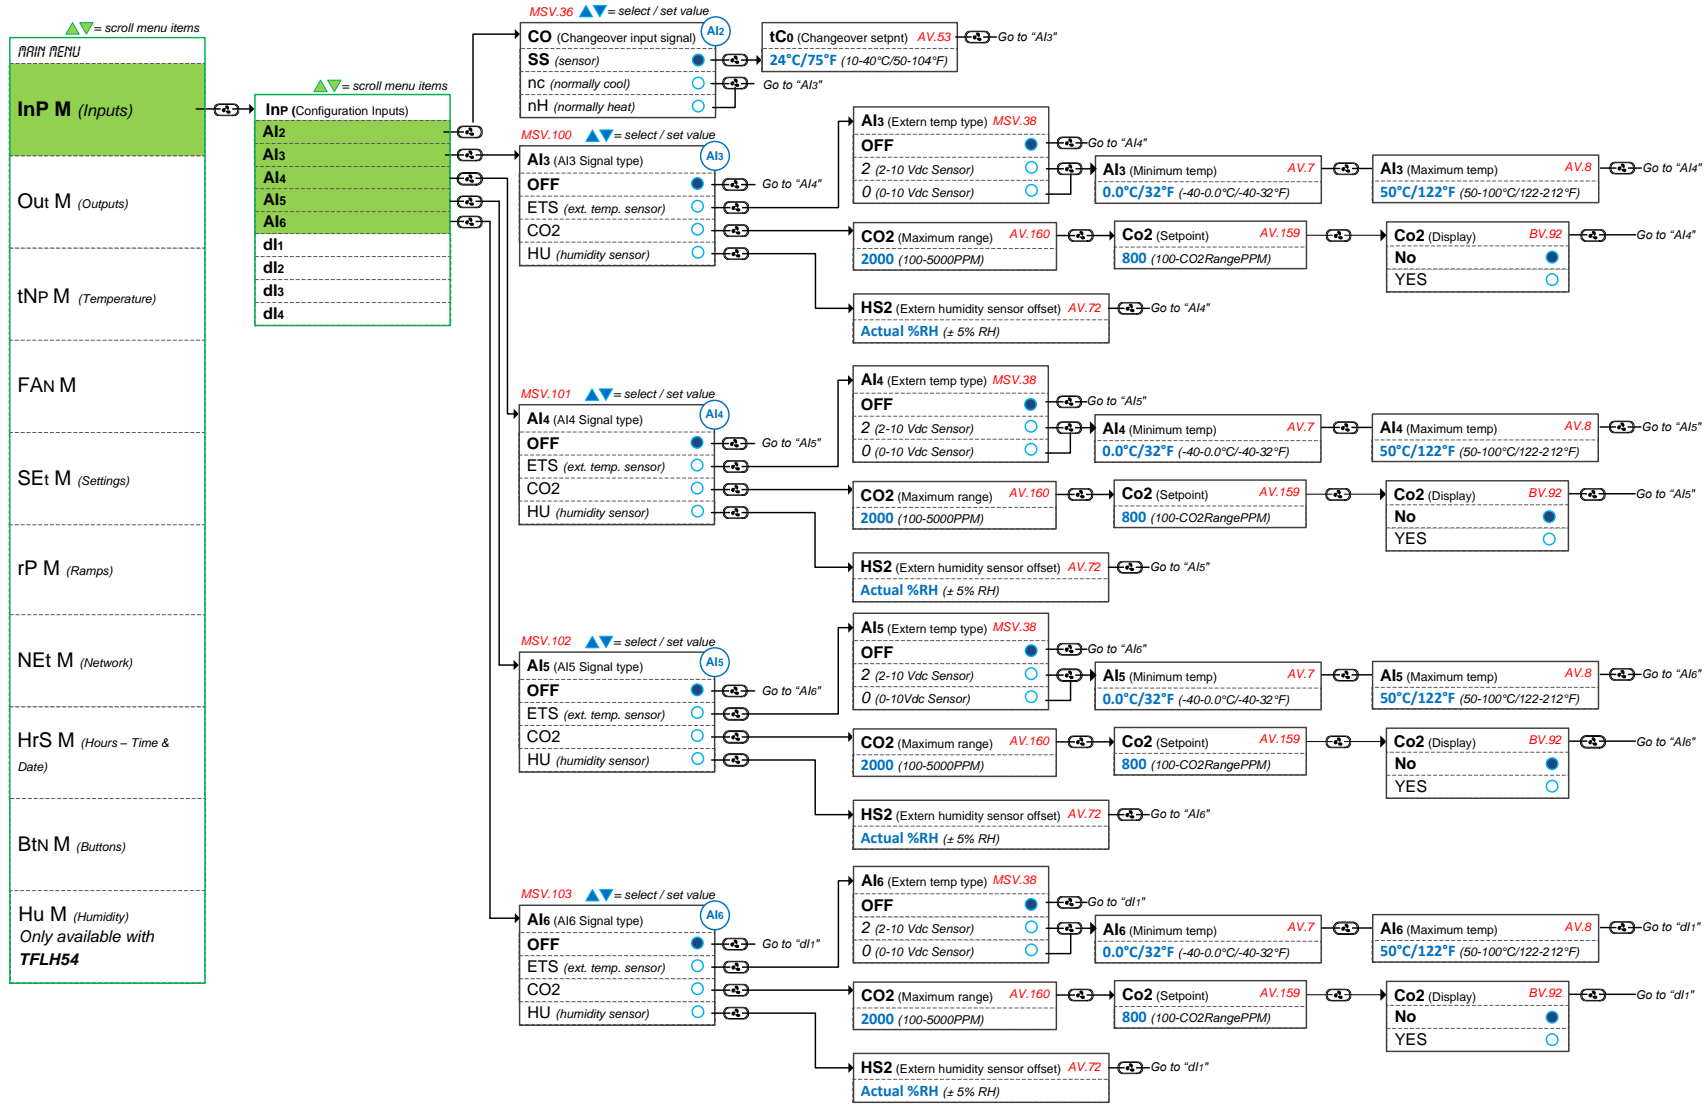 = scroll menu items
MAIN MENU
InP M (Inputs)
Out M (Outputs)
tNP M (Temperature)
FAN M
SEt M (Settings)
rP M (Ramps)
NEt M (Network)
HrS M (Hours – Time &
Date)
BtN M (Buttons)
Hu M (Humidity)
Only available with
TFLH54
= scroll menu items
InP (Configuration Inputs)
AI2
AI3
AI4
AI5
AI6
dI1
dI2
dI3
dI4
MSV.36 = select / set value
CO (Changeover input signal) AI2
SS (sensor)
nc (normally cool)
nH (normally heat)
tC0 (Changeover setpnt) AV.53
24°C/75°F (10-40°C/50-104°F)
Go to “AI3”
Go to “AI3”
MSV.100 = select / set value
AI3 (AI3 Signal type) AI3
OFF
Go to “AI4”
ETS (ext. temp. sensor)
CO2
HU (humidity sensor)
AI3 (Extern temp type) MSV.38
OFF
Go to “AI4”
2 (2-10 Vdc Sensor)
0 (0-10 Vdc Sensor)
AI3 (Minimum temp) AV.7
0.0°C/32°F (-40-0.0°C/-40-32°F)
AI3 (Maximum temp) AV.8
50°C/122°F (50-100°C/122-212°F)
Go to “AI4”
CO2 (Maximum range) AV.160
2000 (100-5000PPM)
Co2 (Setpoint) AV.159
800 (100-CO2RangePPM)
Co2 (Display) BV.92
No
YES
Go to “AI4”
HS2 (Extern humidity sensor offset) AV.72
Actual %RH (± 5% RH)
Go to “AI4”
MSV.101 = select / set value
AI4 (AI4 Signal type) AI4
OFF
Go to “AI5”
ETS (ext. temp. sensor)
CO2
HU (humidity sensor)
AI4 (Extern temp type) MSV.38
OFF
Go to “AI5”
2 (2-10 Vdc Sensor)
0 (0-10 Vdc Sensor)
AI4 (Minimum temp) AV.7
0.0°C/32°F (-40-0.0°C/-40-32°F)
AI4 (Maximum temp) AV.8
50°C/122°F (50-100°C/122-212°F)
Go to “AI5”
CO2 (Maximum range) AV.160
2000 (100-5000PPM)
Co2 (Setpoint) AV.159
800 (100-CO2RangePPM)
Co2 (Display) BV.92
No
YES
Go to “AI5”
HS2 (Extern humidity sensor offset) AV.72
Actual %RH (± 5% RH)
Go to “AI5”
MSV.102 = select / set value
AI5 (AI5 Signal type) AI5
OFF
Go to “AI6”
ETS (ext. temp. sensor)
CO2
HU (humidity sensor)
AI5 (Extern temp type) MSV.38
OFF
Go to “AI6”
2 (2-10 Vdc Sensor)
0 (0-10Vdc Sensor)
AI5 (Minimum temp) AV.7
0.0°C/32°F (-40-0.0°C/-40-32°F)
AI5 (Maximum temp) AV.8
50°C/122°F (50-100°C/122-212°F)
Go to “AI6”
CO2 (Maximum range) AV.160
2000 (100-5000PPM)
Co2 (Setpoint) AV.159
800 (100-CO2RangePPM)
Co2 (Display) BV.92
No
YES
Go to “AI6”
HS2 (Extern humidity sensor offset) AV.72
Actual %RH (± 5% RH)
Go to “AI6”
MSV.103 = select / set value
AI6 (AI6 Signal type) AI6
OFF
Go to “dI1”
ETS (ext. temp. sensor)
CO2
HU (humidity sensor)
AI6 (Extern temp type) MSV.38
OFF
Go to “dI1”
2 (2-10 Vdc Sensor)
0 (0-10 Vdc Sensor)
AI6 (Minimum temp) AV.7
0.0°C/32°F (-40-0.0°C/-40-32°F)
AI6 (Maximum temp) AV.8
50°C/122°F (50-100°C/122-212°F)
Go to “dI1”
CO2 (Maximum range) AV.160
2000 (100-5000PPM)
Co2 (Setpoint) AV.159
800 (100-CO2RangePPM)
Co2 (Display) BV.92
No
YES
Go to “dI1”
HS2 (Extern humidity sensor offset) AV.72
Actual %RH (± 5% RH)
Go to “dI1”